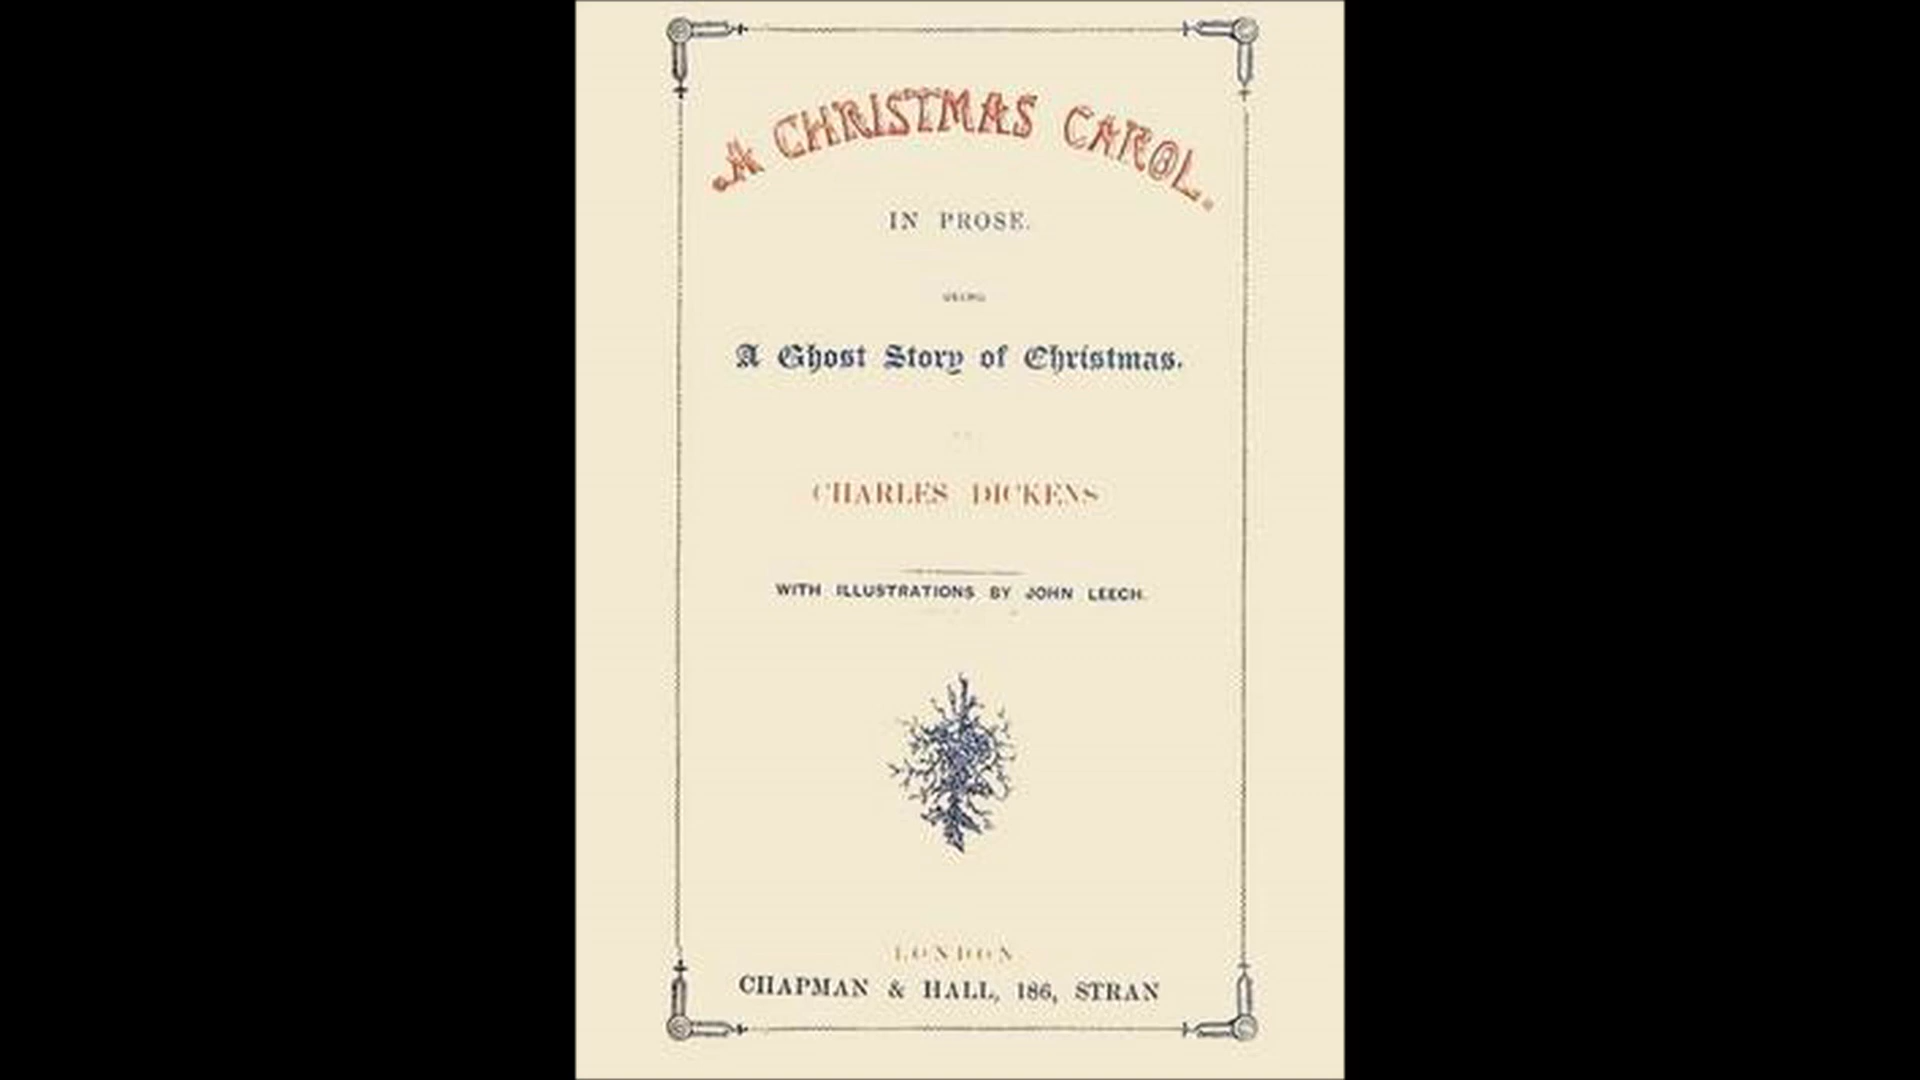 A CHRISTMAS CAROL.
IN PROSE.
BEING
A Ghost Story of Christmas.
CHARLES DICKENS
WITH ILLUSTRATIONS BY JOHN LEECH.
LONDON
CHAPMAN & HALL, 186, STRAN